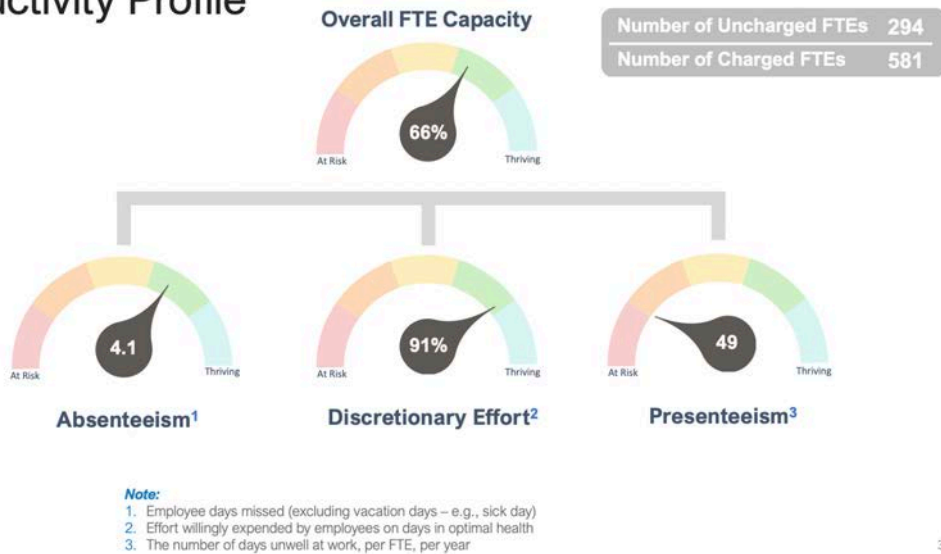 Profile
Overall FTE Capacity
Number of Uncharged FTEs 294
Number of Charged FTEs 581
66%
At Risk
Thriving
4.1
At Risk
Thriving
91%
At Risk
Thriving
49
At Risk
Thriving
Absenteeism¹
Discretionary Effort²
Presenteeism³
Note:
1. Employee days missed (excluding vacation days – e.g., sick day)
2. Effort willingly expended by employees on days in optimal health
3. The number of days unwell at work, per FTE, per year